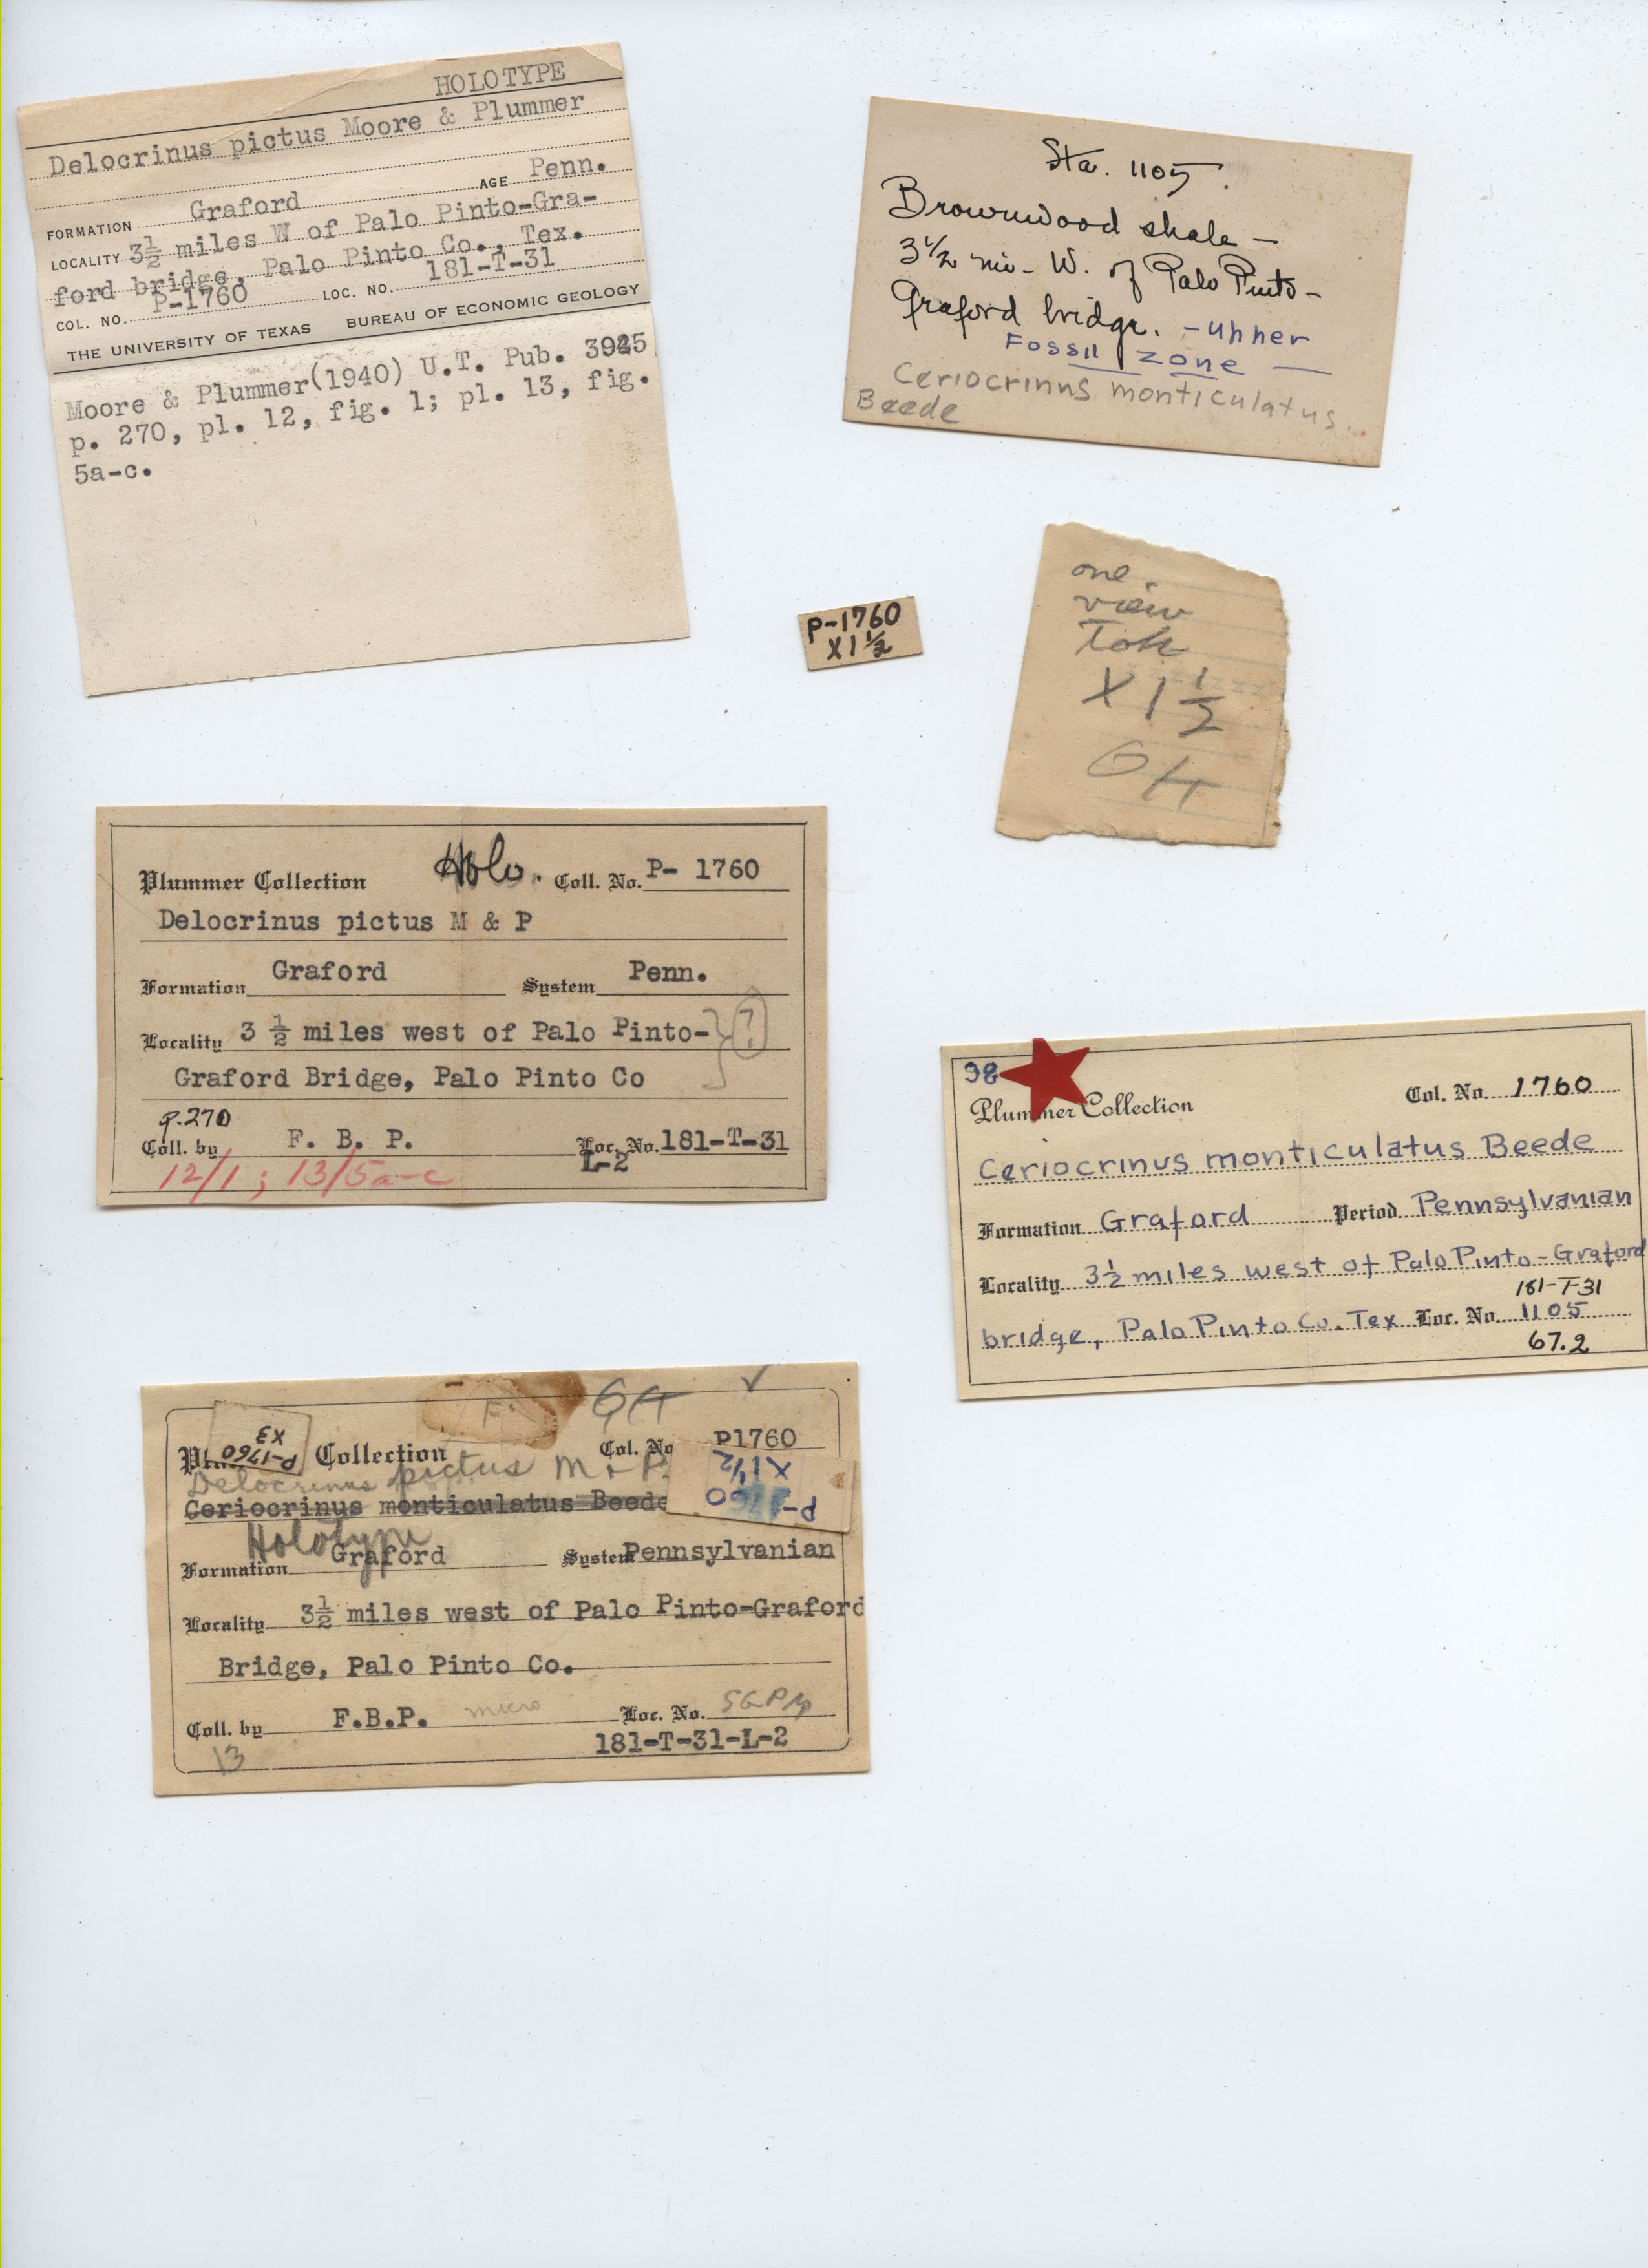 HOLOTYPE
Delocrinus pictus Moore & Plummer
FORMATION Graford AGE Penn.
LOCALITY 3½ miles W of Palo Pinto-Gra-
ford bridge, Palo Pinto Co., Tex.
COL. NO. P-1760 LOC. NO. 181-T-31
THE UNIVERSITY OF TEXAS BUREAU OF ECONOMIC GEOLOGY
Moore & Plummer(1940) U.T. Pub. 3945
p. 270, pl. 12, fig. 1; pl. 13, fig.
5a-c.
Sta. 1105
Brownwood shale -
3 1/2 mi. W. of Palo Pinto-
Graford bridge. - upper
Fossil zone -
Ceriocrinus monticulatus
Beede
P-1760
X1½
one
view
X 1½
Plummer Collection Holo. Coll. No. P- 1760
Delocrinus pictus M & P
Formation Graford System Penn.
Locality 3 ½ miles west of Palo Pinto- ?
Graford Bridge, Palo Pinto Co
p.270
Coll. by F. B. P. Loc. No. 181-T-31
L-2
12/1 ; 13/5a-c
98
Plummer Collection Col. No. 1760
Ceriocrinus monticulatus Beede
Formation Graford Period Pennsylvanian
Locality 3½ miles west of Palo Pinto-Graford
181-T-31
bridge, Palo Pinto Co. Tex Loc. No. 1105
67.2
P-1760
X3
Collection Col. No P1760
Delocrinus pictus M & P.
P-1760
X1½
Ceriocrinus monticulatus Beede
Holotype
Formation Graford System Pennsylvanian
Locality 3½ miles west of Palo Pinto-Graford
Bridge, Palo Pinto Co.
Coll. by F.B.P. micro Loc. No.
181-T-31-L-2
13